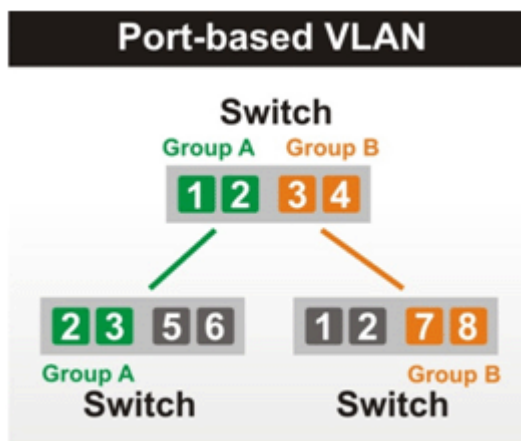 Port-based VLAN
Switch
Group A Group B
1 2 3 4
2 3 5 6 1 2 7 8
Group A Group B
Switch Switch